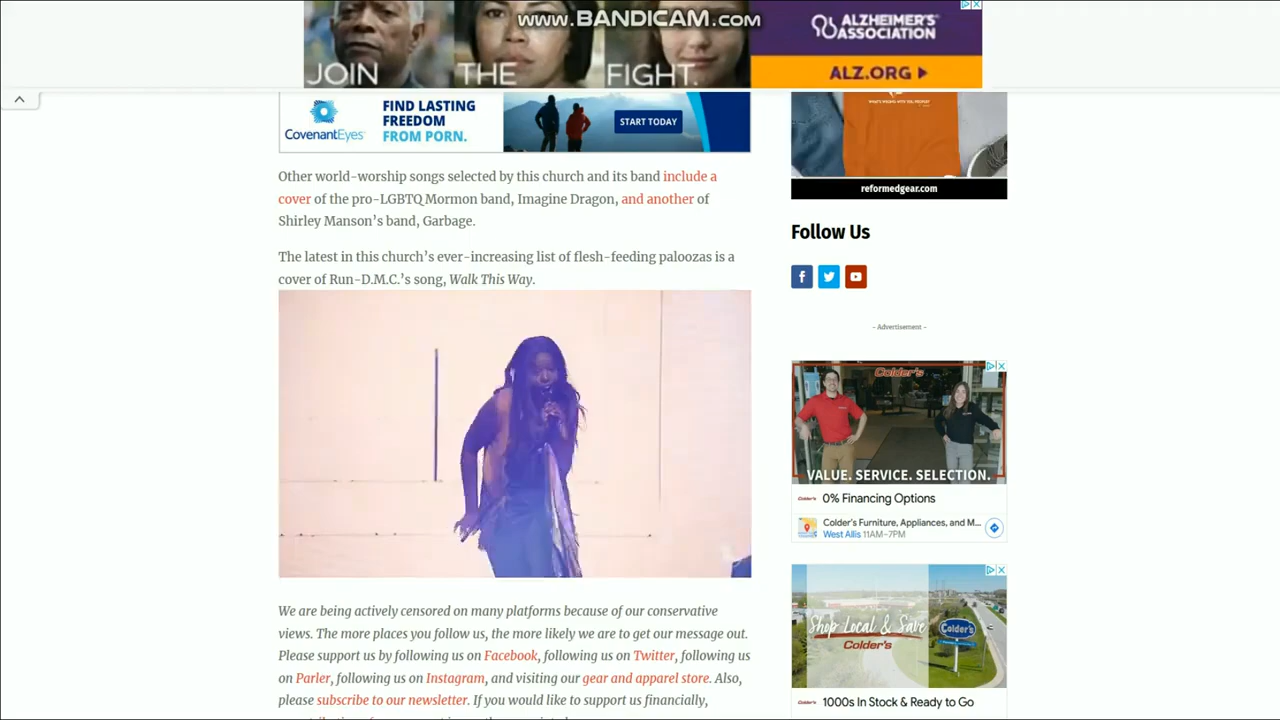 www.BANDICAM.com
JOIN THE FIGHT.
ALZHEIMER'S
ASSOCIATION
ALZ.ORG
CovenantEyes
FIND LASTING
FREEDOM
FROM PORN.
START TODAY
Other world-worship songs selected by this church and its band include a
cover of the pro-LGBTQ Mormon band, Imagine Dragon, and another of
Shirley Manson's band, Garbage.
The latest in this church's ever-increasing list of flesh-feeding paloozas is a
cover of Run-D.M.C.'s song, Walk This Way.
We are being actively censored on many platforms because of our conservative
views. The more places you follow us, the more likely we are to get our message out.
Please support us by following us on Facebook, following us on Twitter, following us
on Parler, following us on Instagram, and visiting our gear and apparel store. Also,
please subscribe to our newsletter. If you would like to support us financially,
reformedgear.com
Follow Us
- Advertisement -
Colder's
VALUE. SERVICE. SELECTION.
Colder's
0% Financing Options
Colder's Furniture, Appliances, and M...
West Allis 11AM–7PM
Shop Local & Save
Colder's
Colder's
Colder's
1000s In Stock & Ready to Go